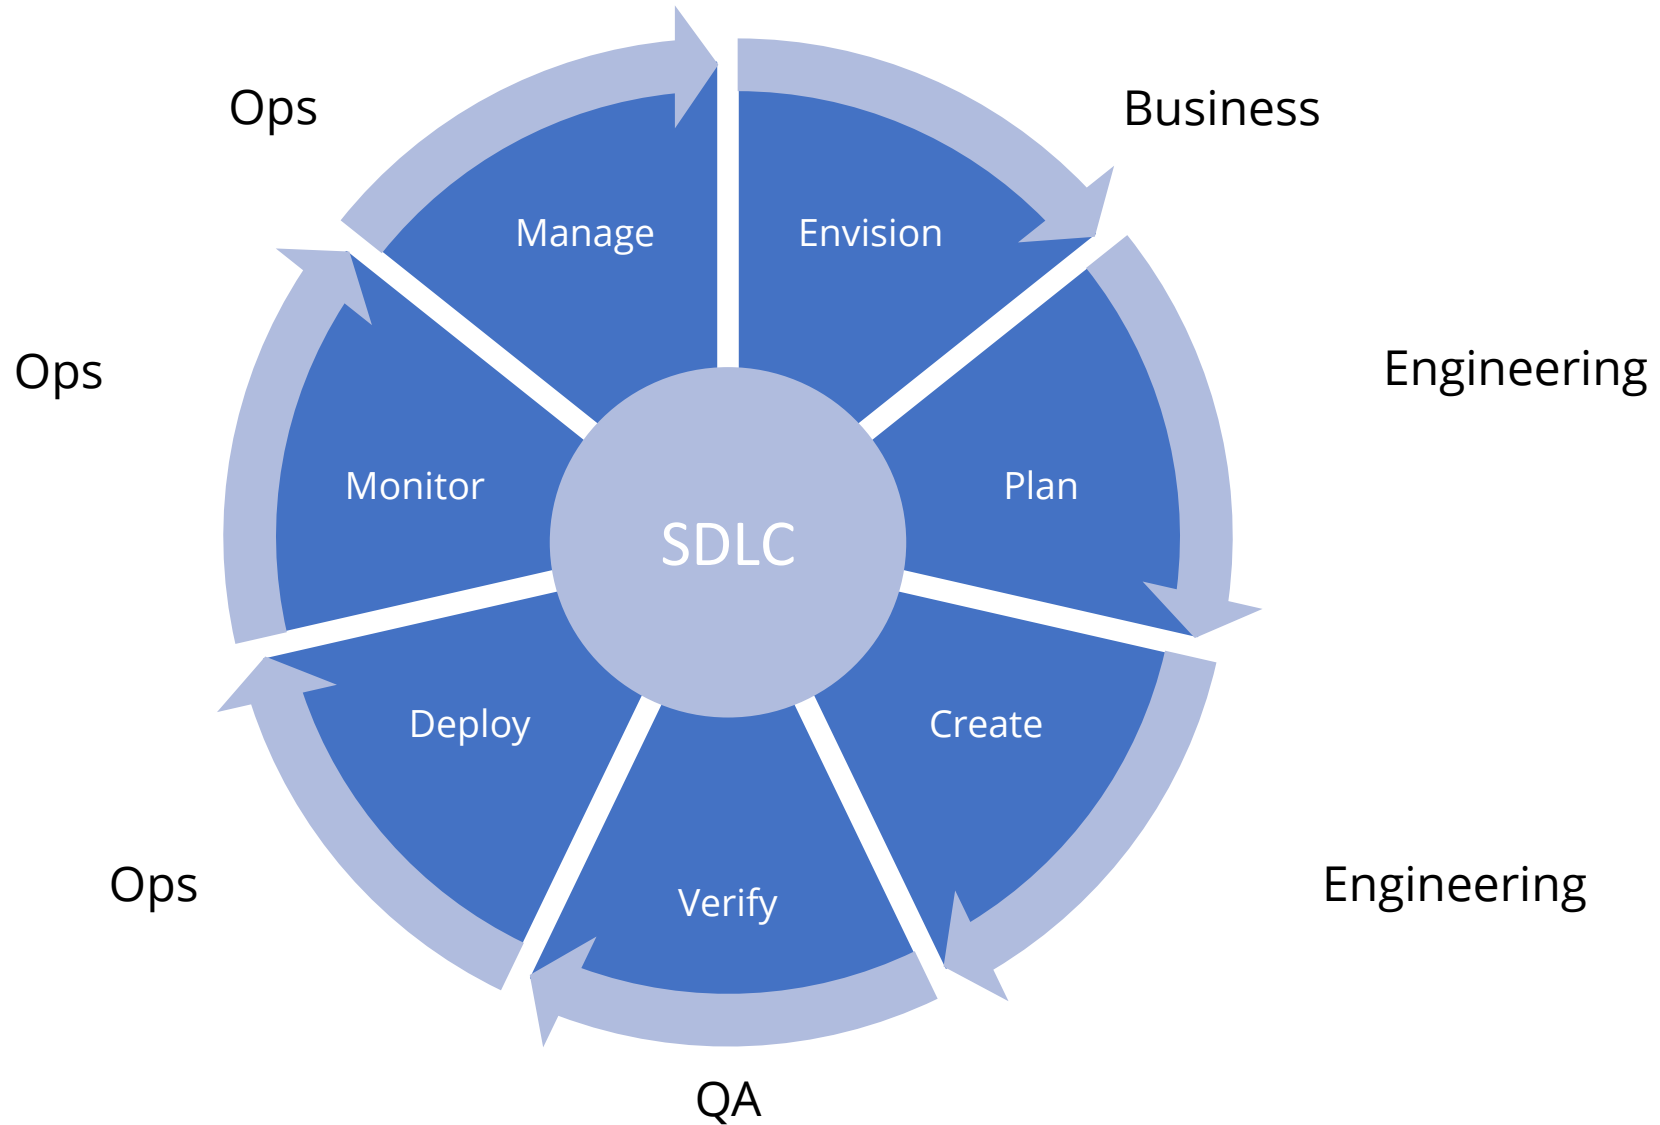 Ops
Business
Manage
Envision
Ops
Engineering
Monitor
Plan
SDLC
Deploy
Create
Ops
Verify
Engineering
QA